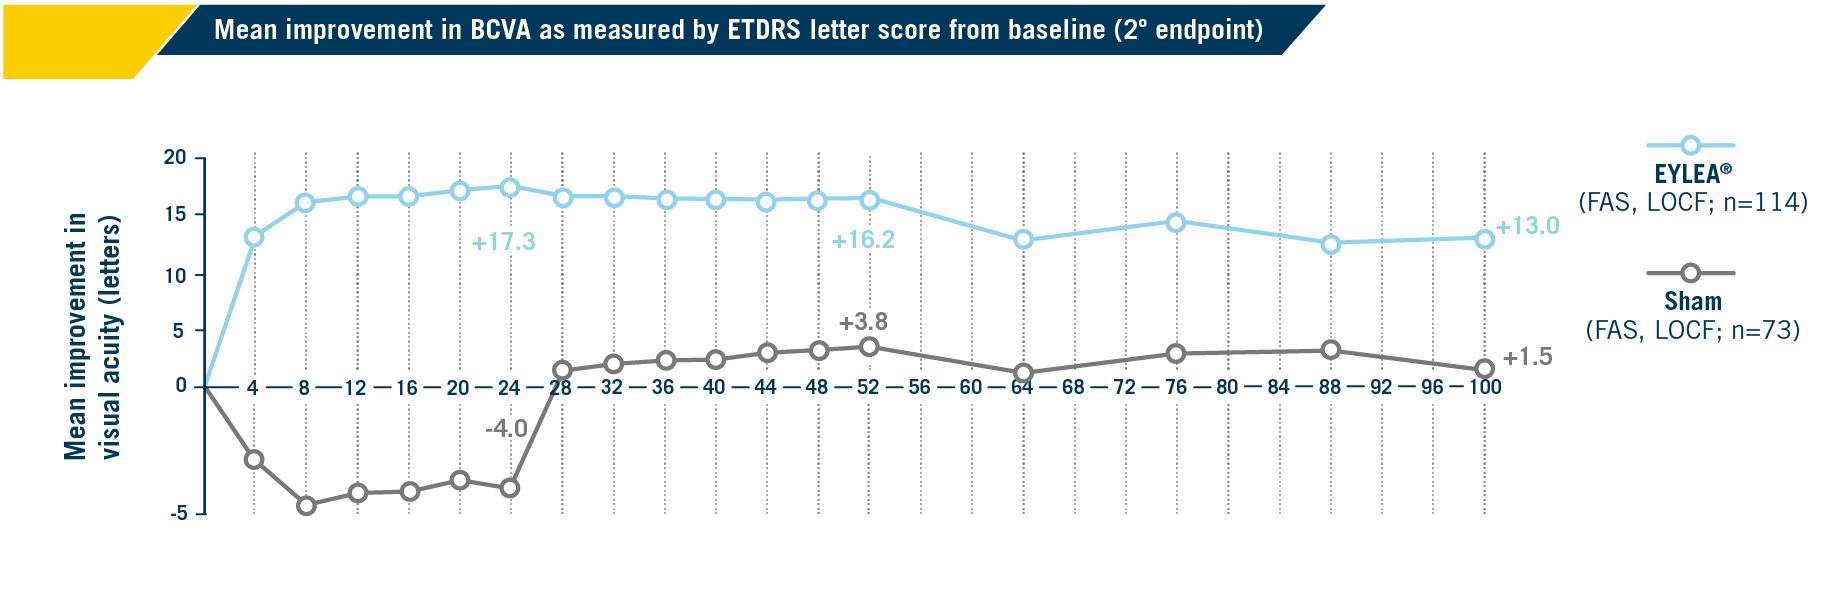 Mean improvement in BCVA as measured by ETDRS letter score from baseline (2° endpoint)
Mean improvement in
visual acuity (letters)
20
15
10
5
0
-5
4 8 12 16 20 24 28 32 36 40 44 48 52 56 60 64 68 72 76 80 84 88 92 96 100
+17.3
+16.2
+13.0
-4.0
+3.8
+1.5
EYLEA®
(FAS, LOCF; n=114)
Sham
(FAS, LOCF; n=73)